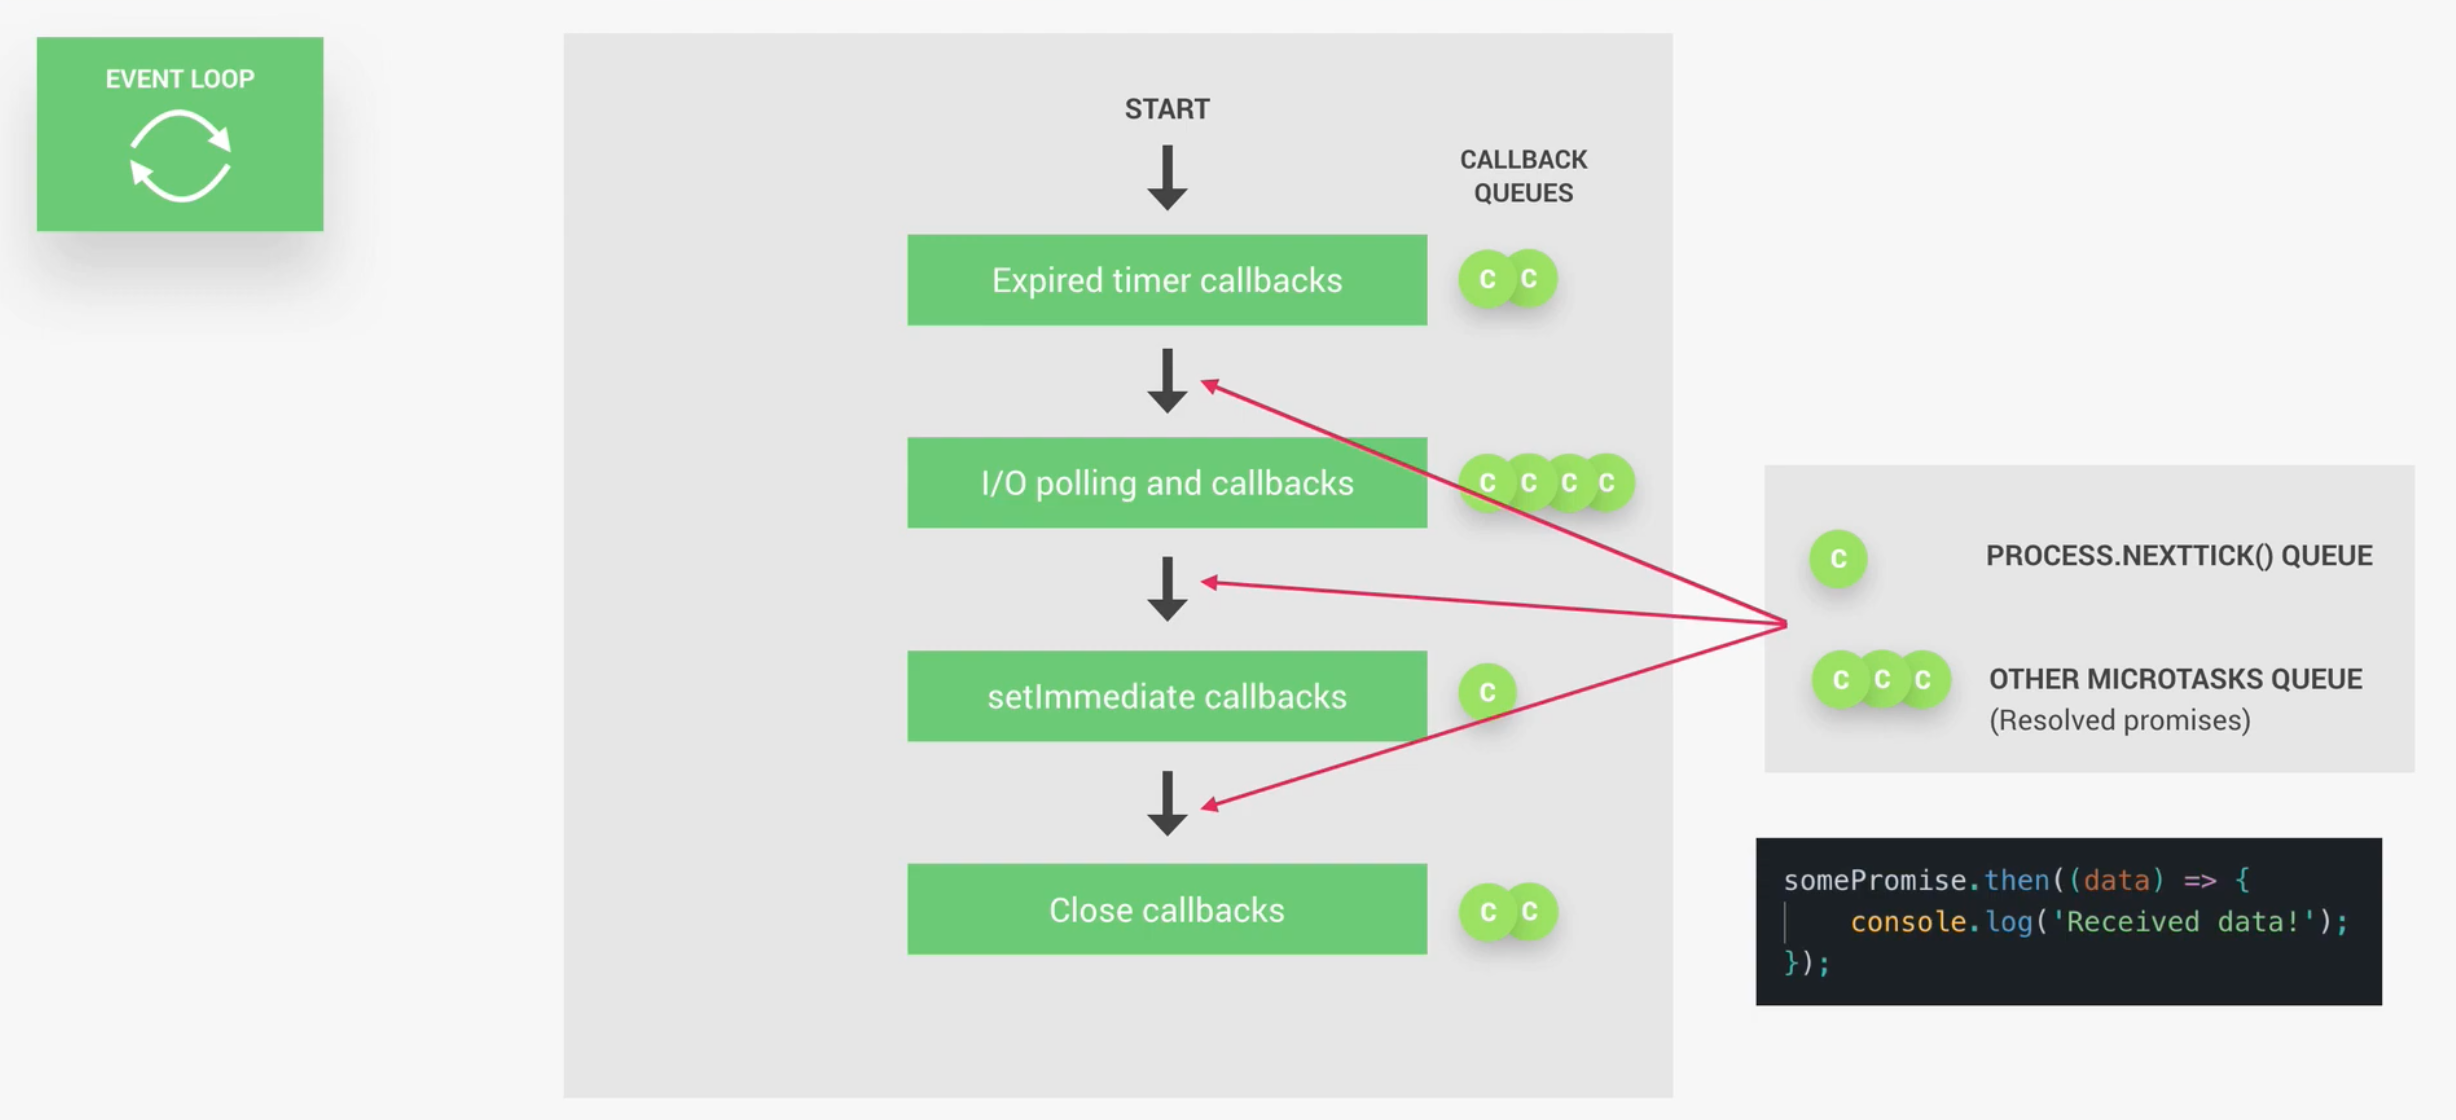 EVENT LOOP
START
CALLBACK
QUEUES
Expired timer callbacks
C C
I/O polling and callbacks
C C C C
setImmediate callbacks
C
Close callbacks
C C
C
PROCESS.NEXTTICK() QUEUE
C C C
OTHER MICROTASKS QUEUE
(Resolved promises)
somePromise.then((data) => {
    console.log('Received data!');
});